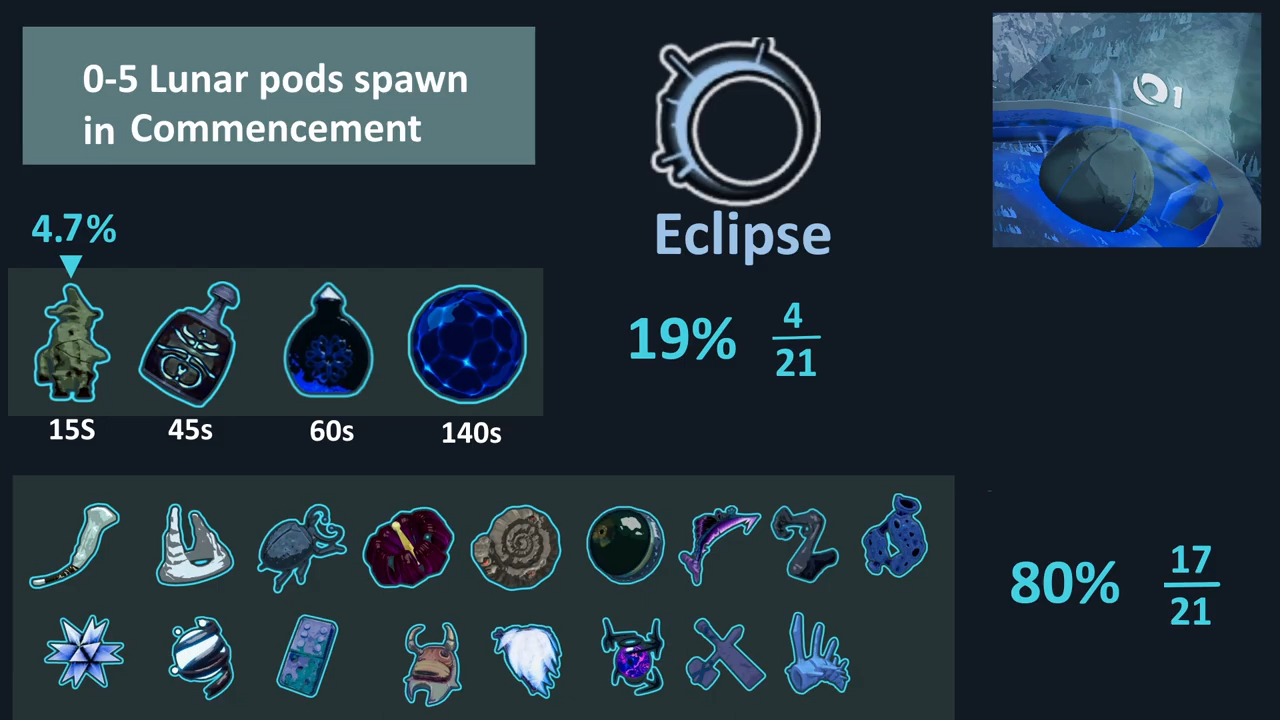 0-5 Lunar pods spawn
in Commencement
Eclipse
1
4.7%
15S
45s
60s
140s
19%
4
21
80%
17
21